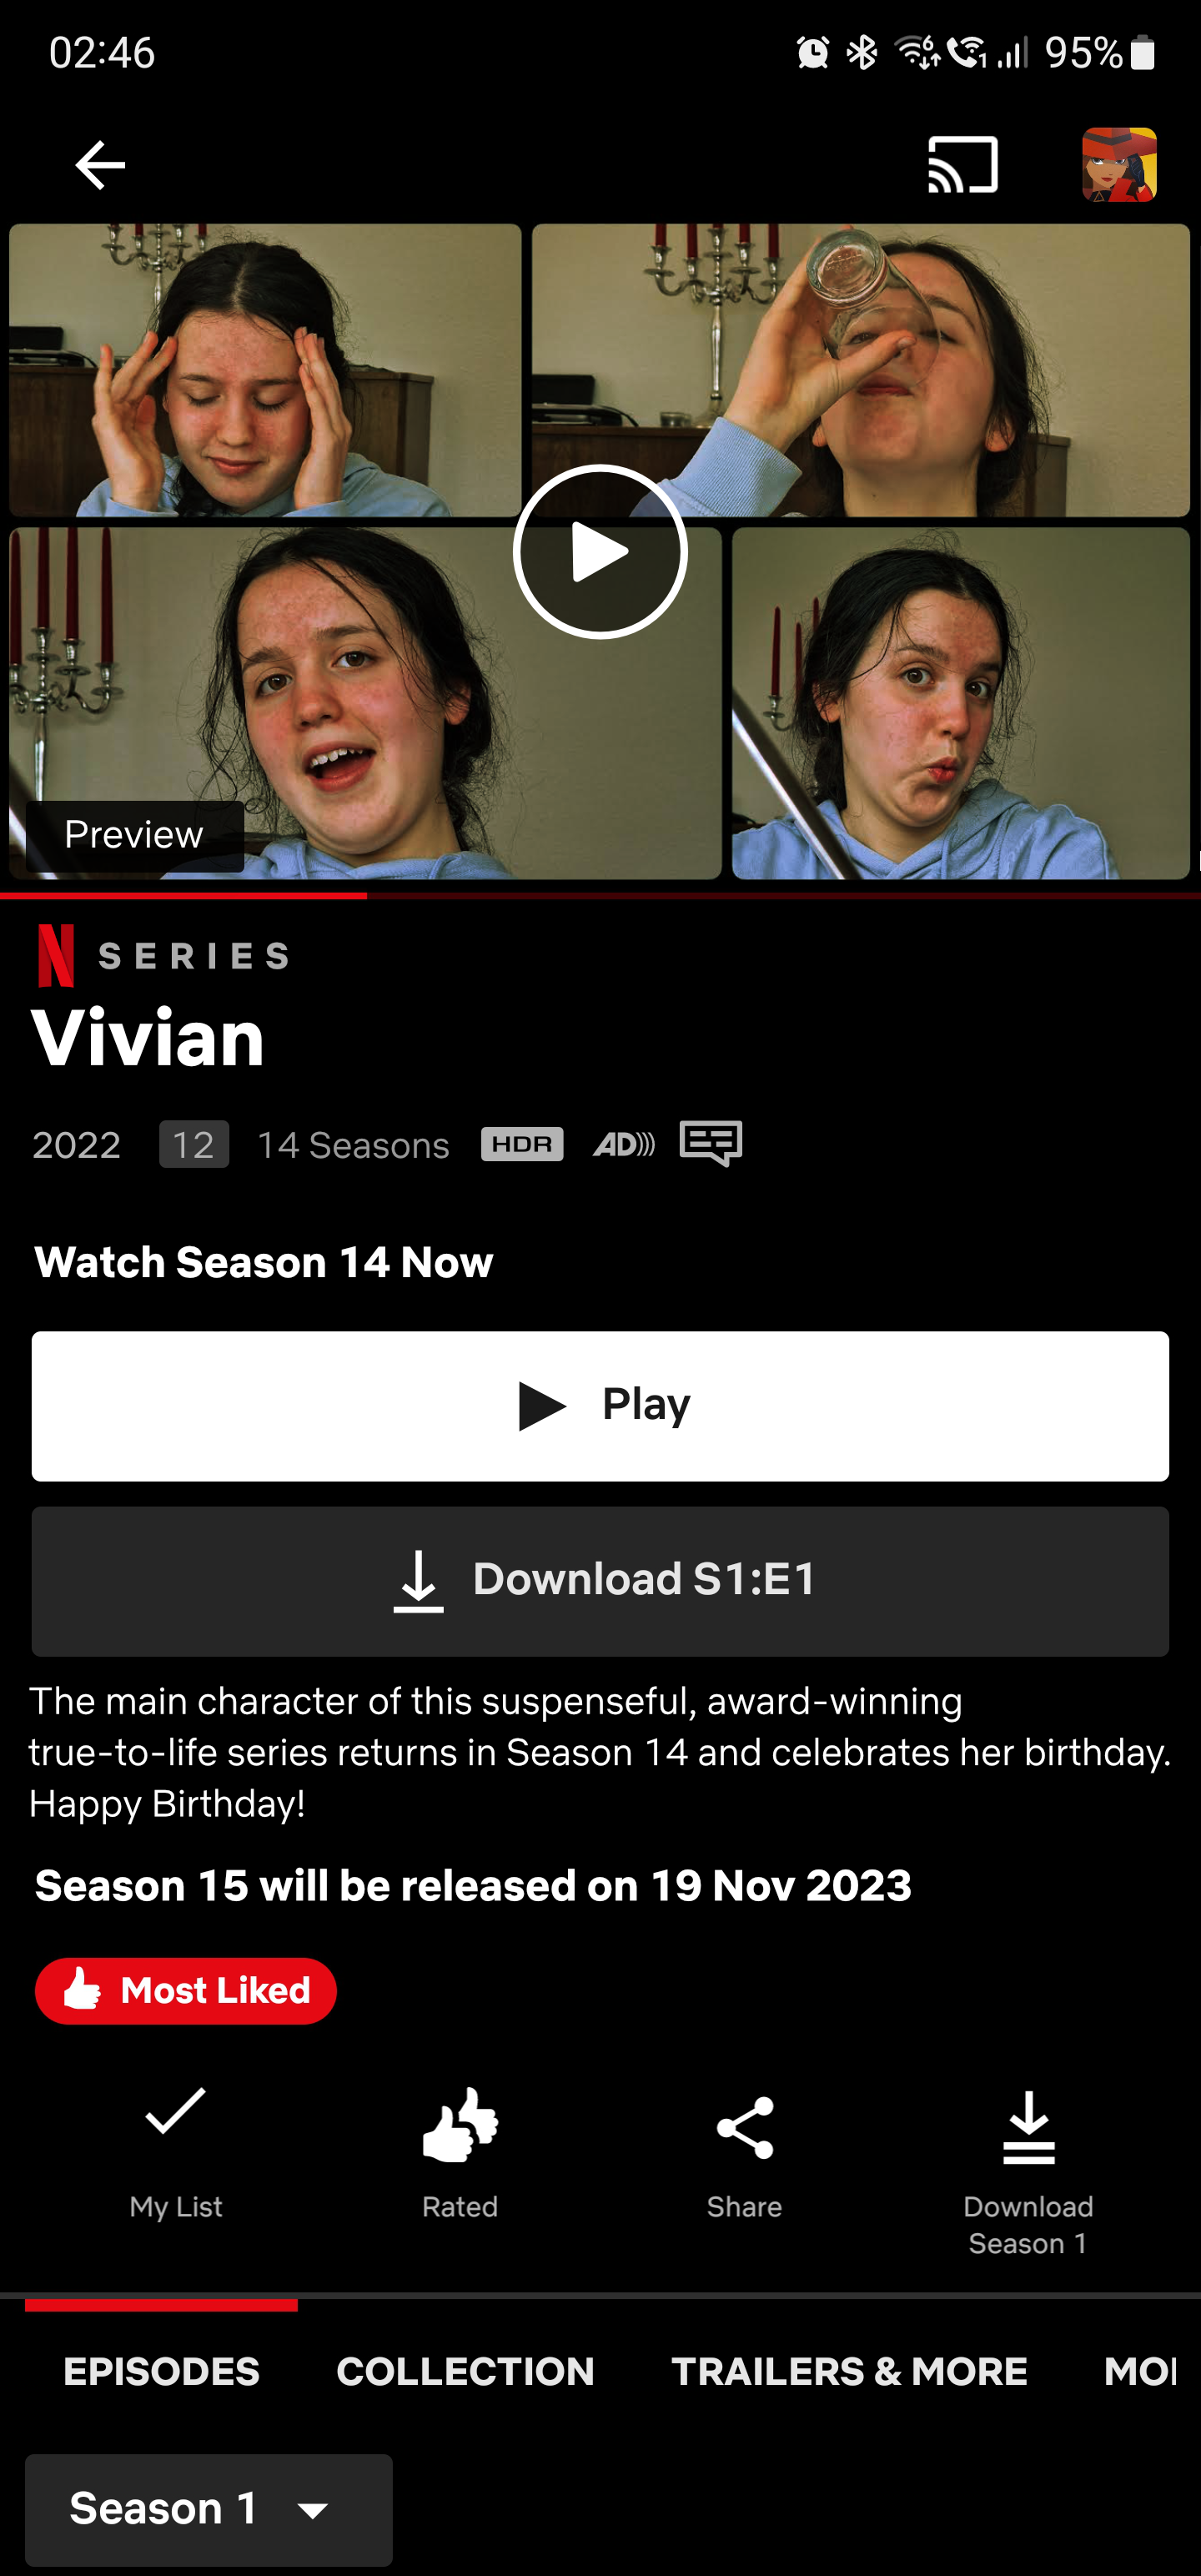 02:46 95%
Preview
N SERIES
Vivian
2022 12 14 Seasons HDR AD
Watch Season 14 Now
Play
Download S1:E1
The main character of this suspenseful, award-winning
true-to-life series returns in Season 14 and celebrates her birthday.
Happy Birthday!
Season 15 will be released on 19 Nov 2023
Most Liked
My List Rated Share Download
Season 1
EPISODES COLLECTION TRAILERS & MORE
Season 1